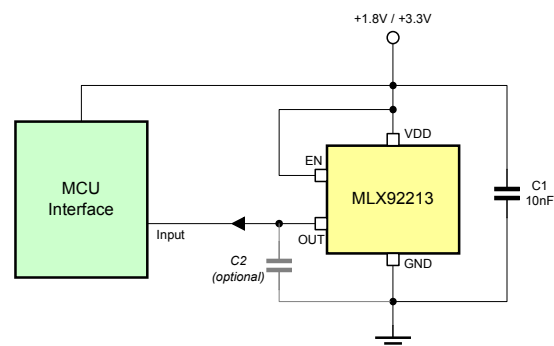 +1.8V / +3.3V
VDD
EN
MCU
Interface
MLX92213
C1
10nF
Input
OUT
C2
(optional)
GND